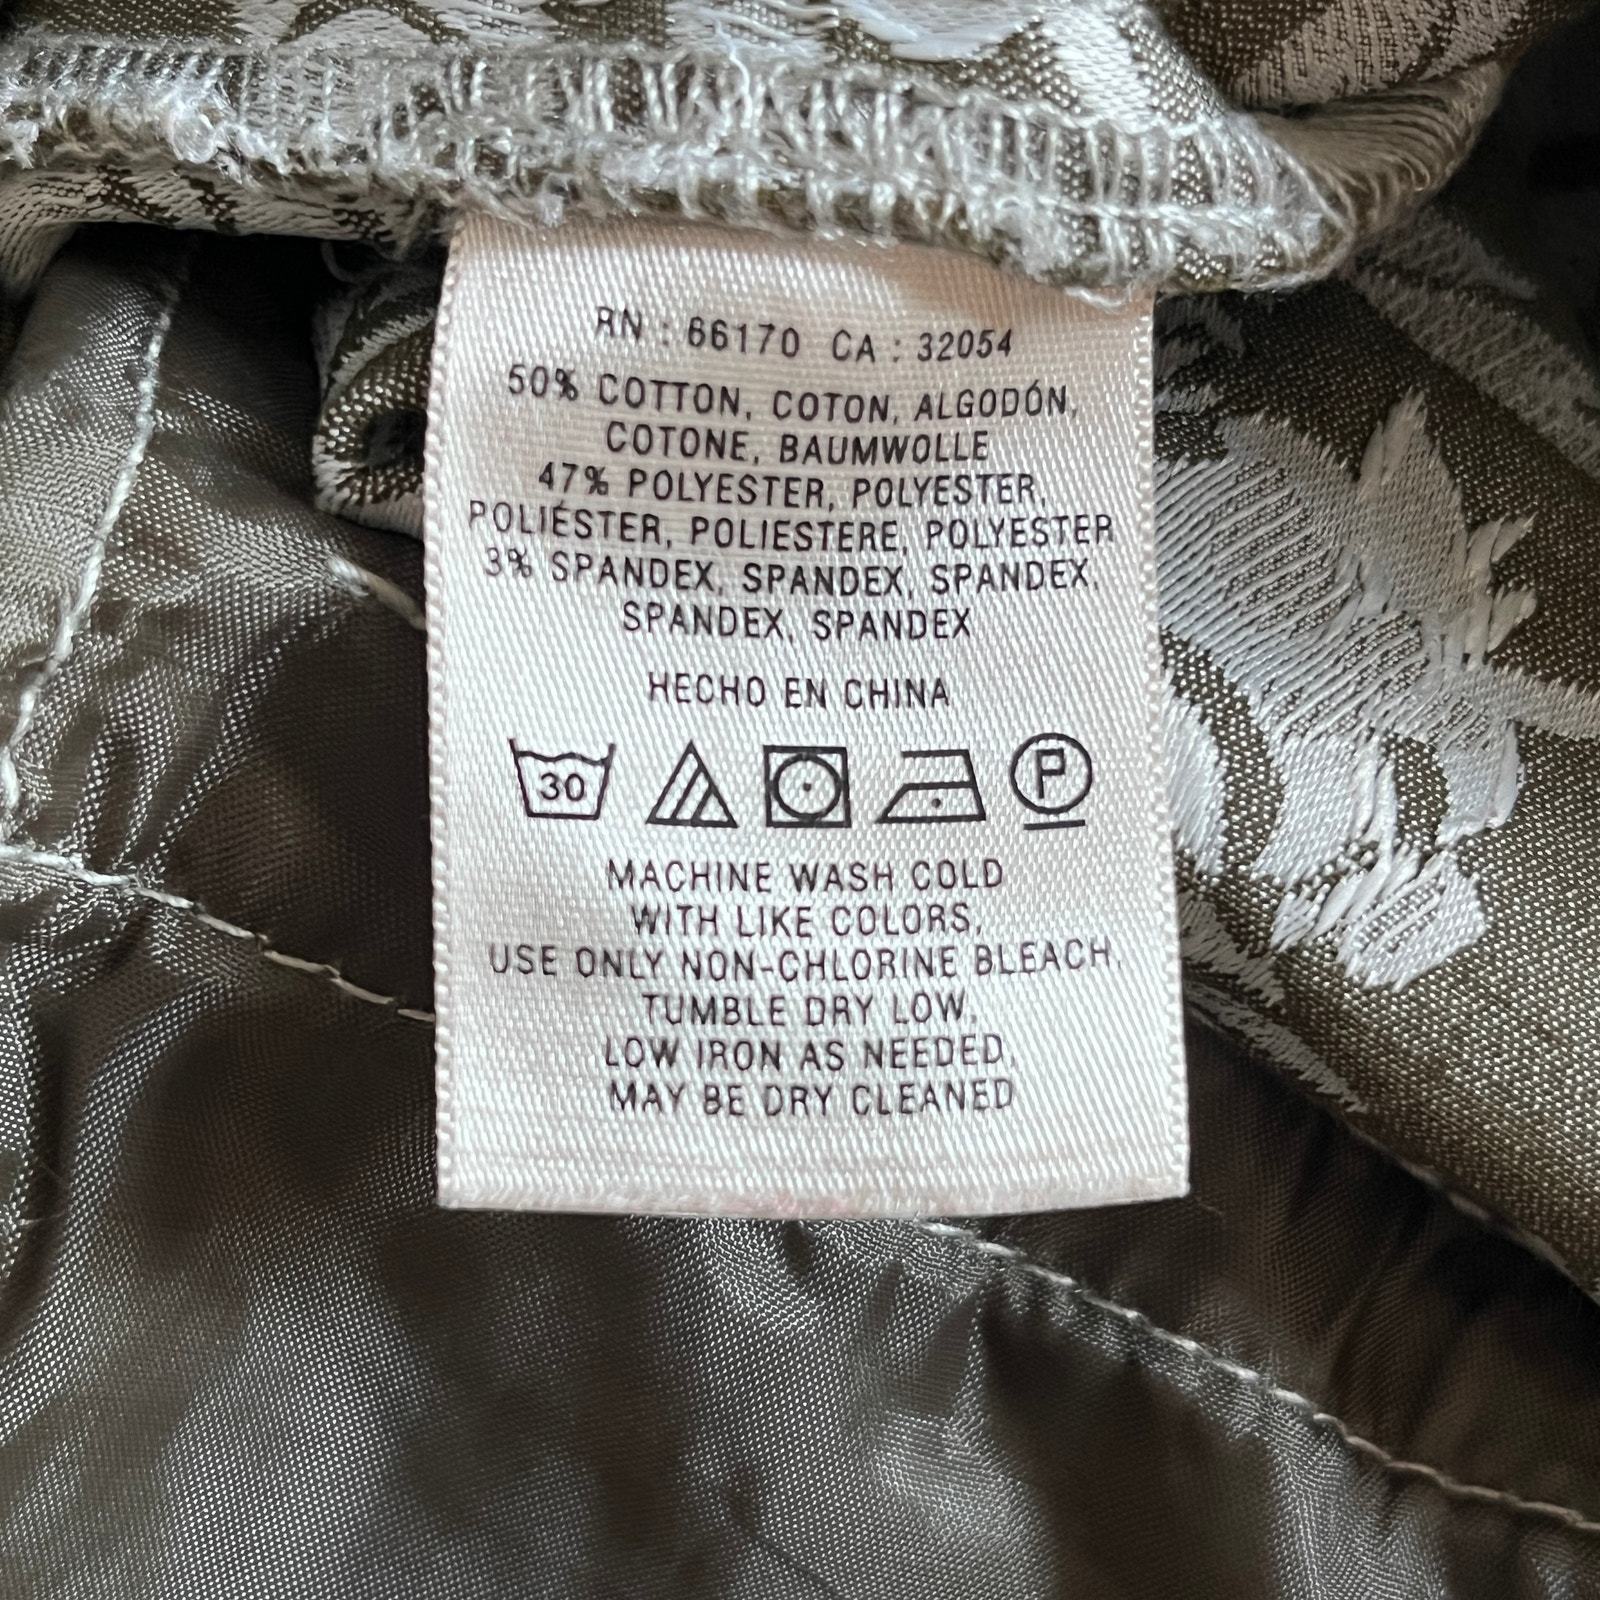 RN : 66170 CA : 32054
50% COTTON, COTON, ALGODÓN,
COTONE, BAUMWOLLE
47% POLYESTER, POLYESTER,
POLIÉSTER, POLIESTERE, POLYESTER
3% SPANDEX, SPANDEX, SPANDEX,
SPANDEX, SPANDEX
HECHO EN CHINA
30 P
MACHINE WASH COLD
WITH LIKE COLORS,
USE ONLY NON-CHLORINE BLEACH,
TUMBLE DRY LOW,
LOW IRON AS NEEDED,
MAY BE DRY CLEANED